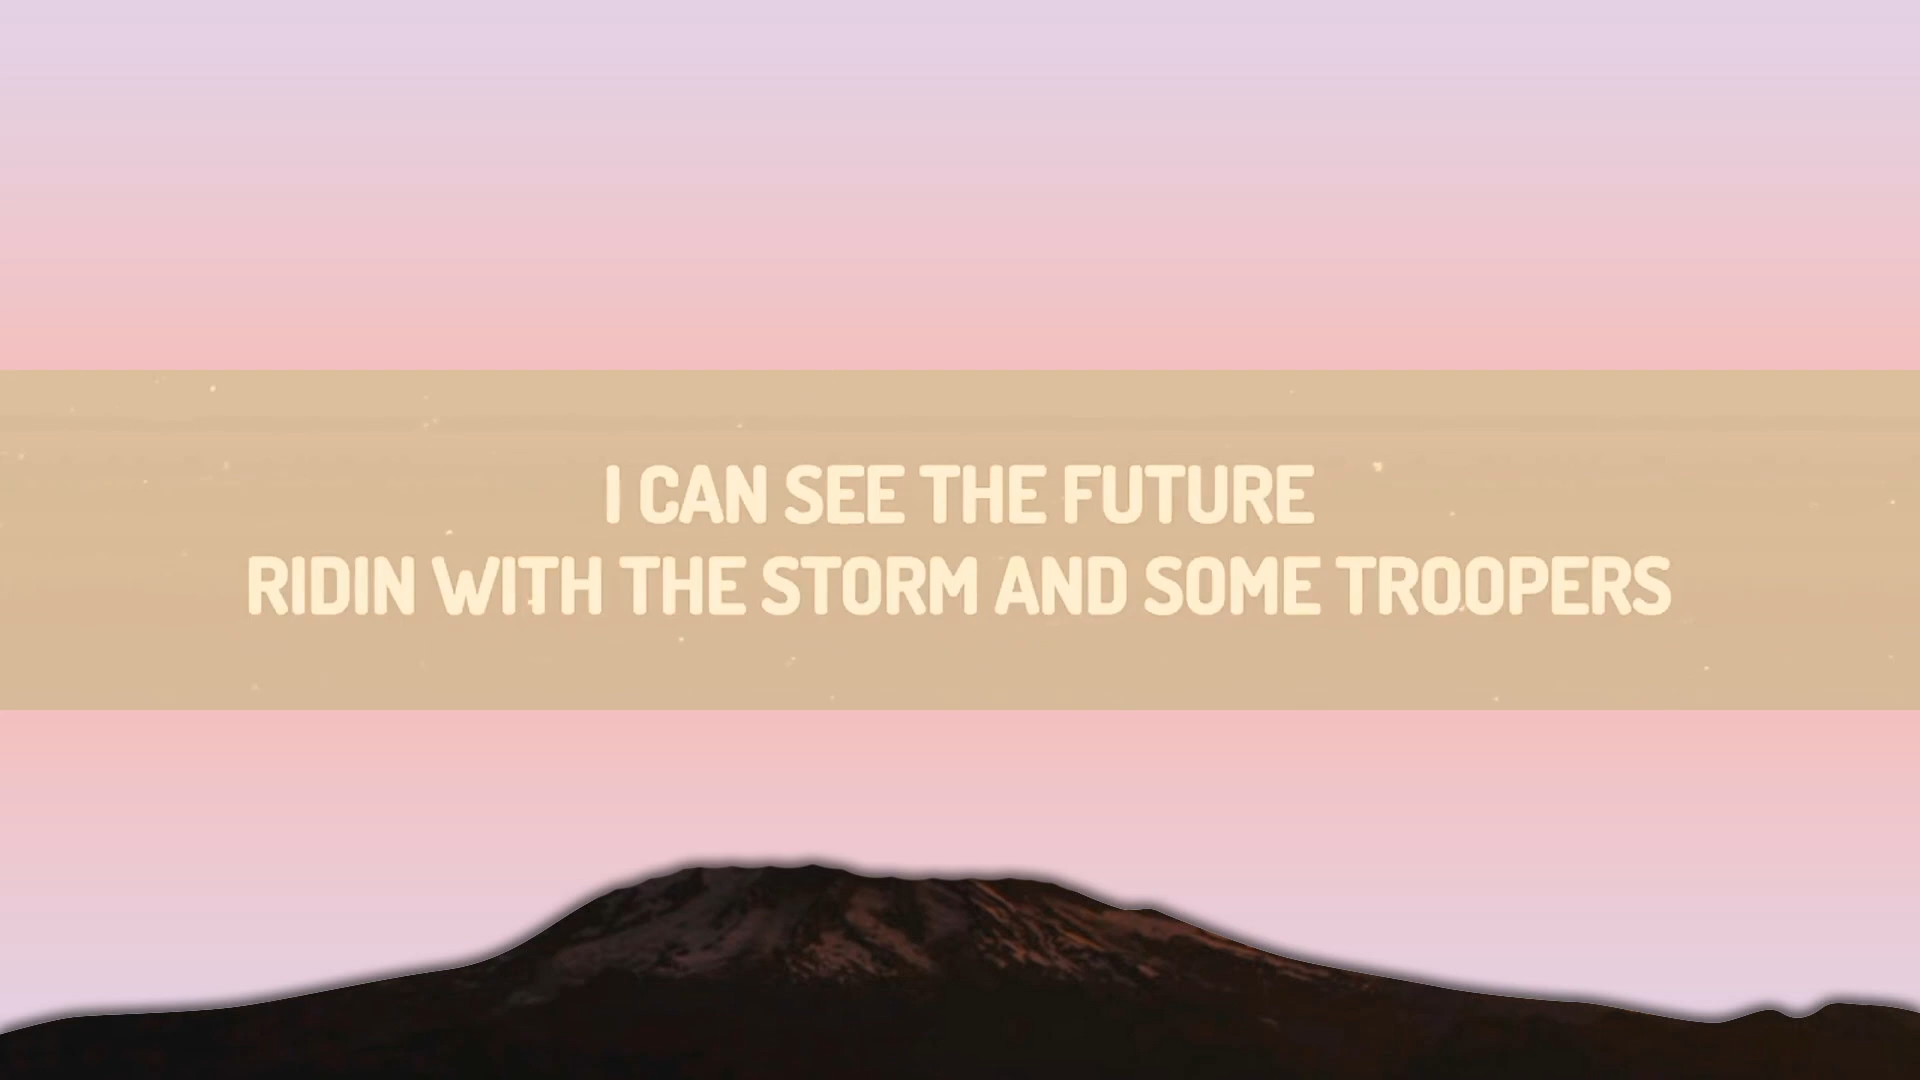 I CAN SEE THE FUTURE
RIDIN WITH THE STORM AND SOME TROOPERS